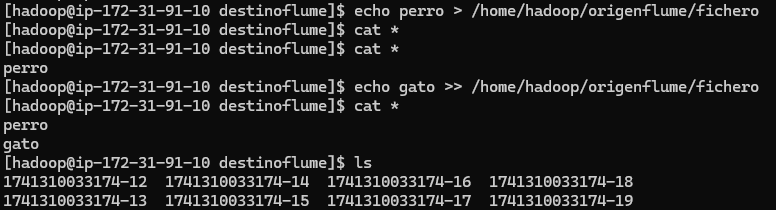 [hadoop@ip-172-31-91-10 destinoflume]$ echo perro > /home/hadoop/origenflume/fichero
[hadoop@ip-172-31-91-10 destinoflume]$ cat *
[hadoop@ip-172-31-91-10 destinoflume]$ cat *
perro
[hadoop@ip-172-31-91-10 destinoflume]$ echo gato >> /home/hadoop/origenflume/fichero
[hadoop@ip-172-31-91-10 destinoflume]$ cat *
perro
gato
[hadoop@ip-172-31-91-10 destinoflume]$ ls
1741310033174-12  1741310033174-14  1741310033174-16  1741310033174-18
1741310033174-13  1741310033174-15  1741310033174-17  1741310033174-19